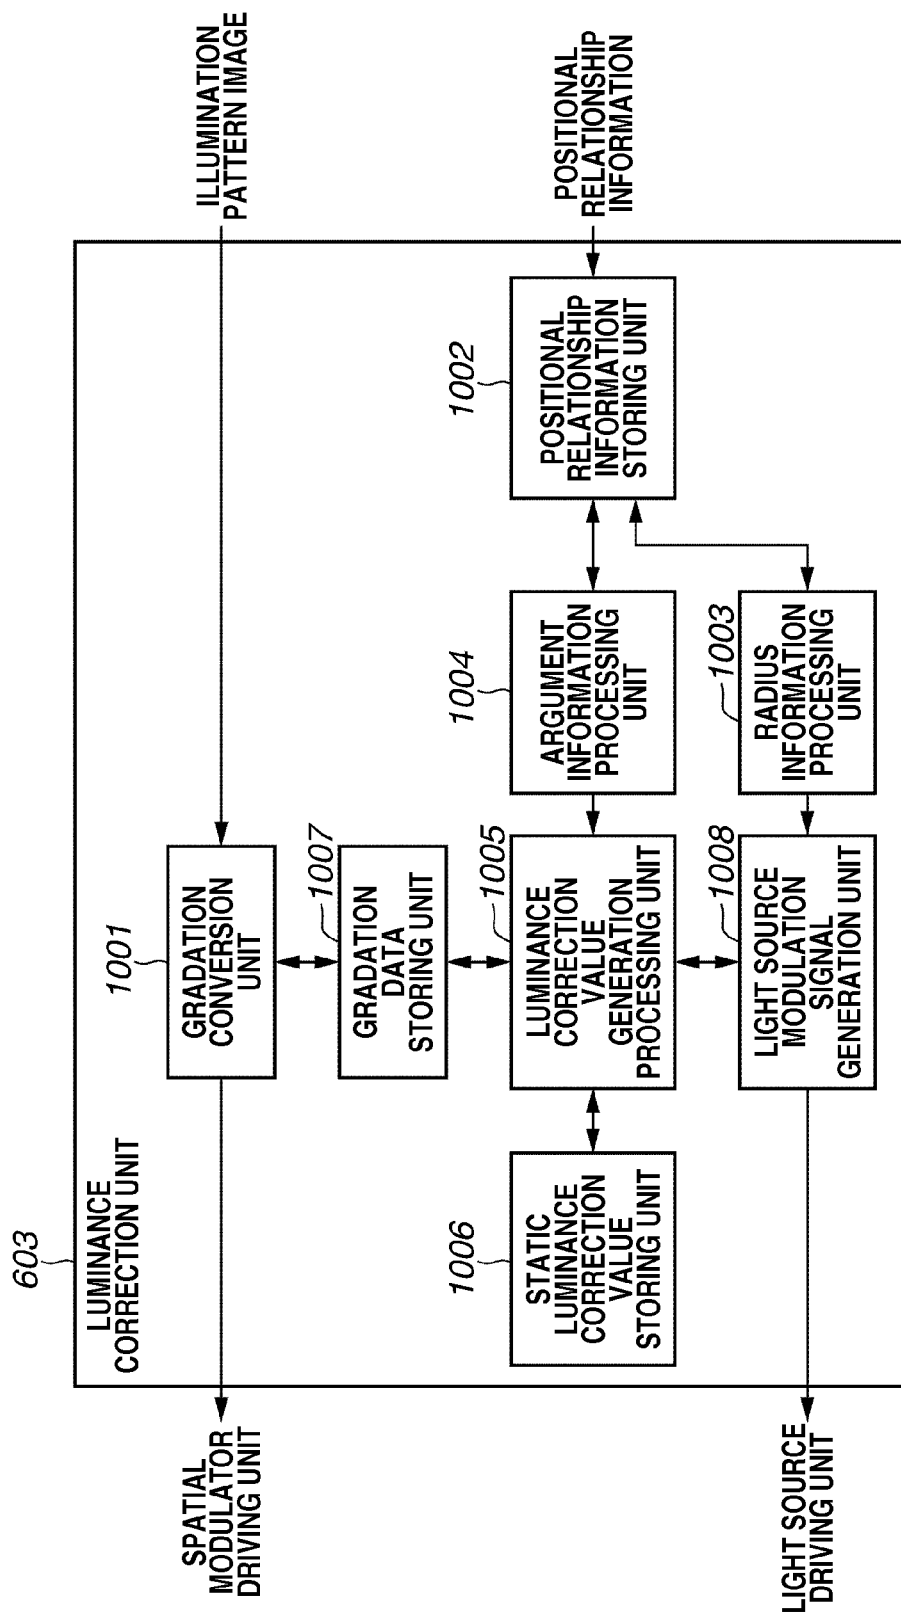 603
LUMINANCE
CORRECTION UNIT
ILLUMINATION
PATTERN IMAGE
POSITIONAL
RELATIONSHIP
INFORMATION
SPATIAL
MODULATOR
DRIVING UNIT
LIGHT SOURCE
DRIVING UNIT
1001
GRADATION
CONVERSION
UNIT
1007
GRADATION
DATA
STORING UNIT
1006
STATIC
LUMINANCE
CORRECTION
VALUE
STORING UNIT
1005
LUMINANCE
CORRECTION
VALUE
GENERATION
PROCESSING UNIT
1004
ARGUMENT
INFORMATION
PROCESSING
UNIT
1002
POSITIONAL
RELATIONSHIP
INFORMATION
STORING UNIT
1008
LIGHT SOURCE
MODULATION
SIGNAL
GENERATION UNIT
1003
RADIUS
INFORMATION
PROCESSING
UNIT